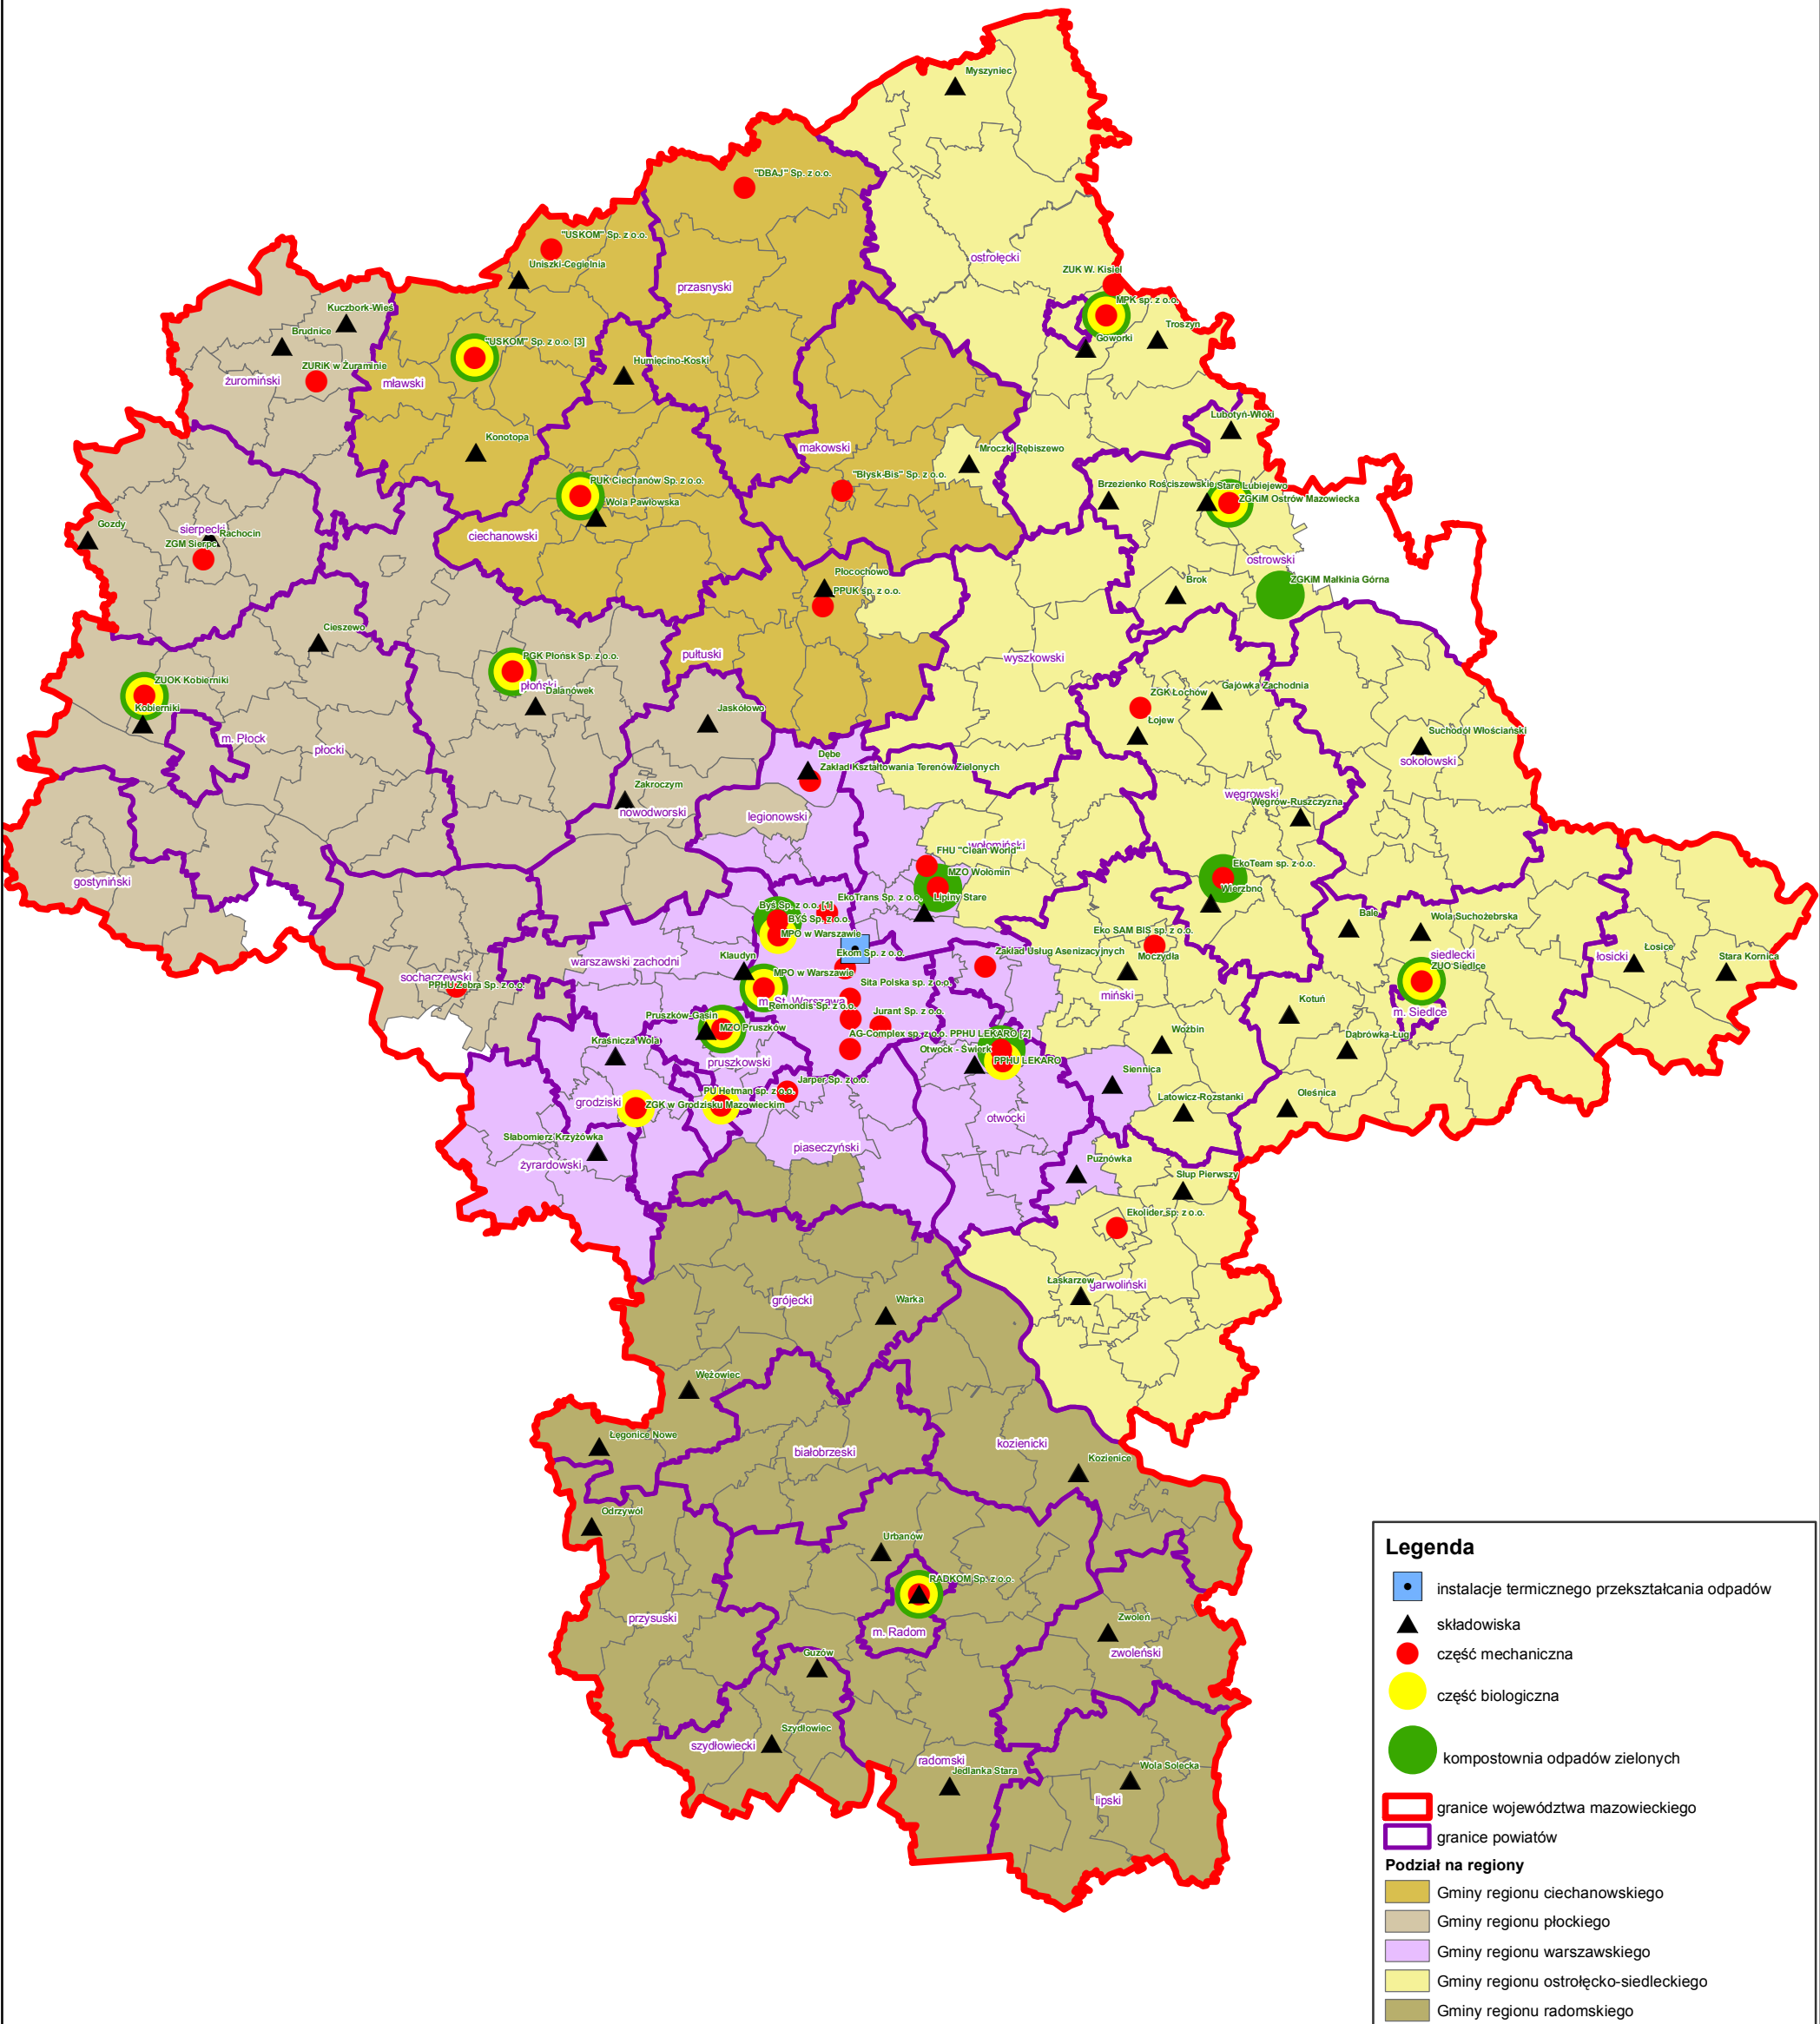 Myszyniec
"DBAJ" Sp. z o.o.
"USKOM" Sp. z o.o.
Uniszki-Cegielnia
ostrołęcki
ZUK W. Kisiel
przasnyski
MPK sp. z o.o.
Kuczbork-Wieś
Troszyn
Brudnice
"USKOM" Sp. z o.o. [3]
Goworki
ZURiK w Żuraminie
Humięcino-Koski
żuromiński
mławski
Lubotyń-Włóki
Konotopa
makowski
Mroczki Rębiszewo
"Błysk-Bis" Sp. z o.o.
PUK Ciechanów Sp. z o.o.
Brzezienko Rościszewskie
Stare Lubiejewo
ZGKiM Ostrów Mazowiecka
Wola Pawłowska
Gozdy
sierpecki
Rachocin
ciechanowski
ZGM Sierpc
ostrowski
Płocochowo
Brok
ZGKiM Małkinia Górna
PPUK sp. z o.o.
Cieszewo
PGK Płońsk Sp. z o.o.
pułtuski
wyszkowski
ZUOK Kobierniki
płoński
Dalanówek
ZGK Łochów
Gajówka Zachodnia
Kobierniki
Jaskółowo
Łojew
m. Płock
płocki
Suchodół Włościański
sokołowski
Dębe
Zakład Kształtowania Terenów Zielonych
Zakroczym
nowodworski
legionowski
węgrowski
Węgrów-Ruszczyzna
wołomiński
FHU "Clean World"
MZO Wołomin
EkoTeam sp. z o.o.
gostyniński
Wierzbno
EkoTrans Sp. z o.o.
Lipiny Stare
Byś Sp. z o.o. [1]
BYŚ Sp. z o.o.
MPO w Warszawie
Bale
Wola Suchożebrska
Eko SAM BIS sp. z o.o.
Ekom Sp. z o.o.
Zakład Usług Asenizacyjnych
Moczydła
siedlecki
Łosice
łosicki
Stara Kornica
warszawski zachodni
Klaudyn
MPO w Warszawie
ZUO Siedlce
sochaczewski
PPHU Zebra Sp. z o.o.
Sita Polska sp. z o.o.
miński
m. St. Warszawa
Remondis Sp. z o.o.
Jurant Sp. z o.o.
Kotuń
m. Siedlce
Pruszków-Gąsin
MZO Pruszków
AG-Complex sp. z o.o.
PPHU LEKARO [2]
Woźbin
Dąbrówka-Ług
Kraśnicza Wola
pruszkowski
Otwock - Świerk
PPHU LEKARO
Siennica
Jarper Sp. z o.o.
PU Hetman sp. z o.o.
grodziski
ZGK w Grodzisku Mazowieckim
Latowicz-Rozstanki
Oleśnica
otwocki
Słabomierz Krzyżówka
piaseczyński
żyrardowski
Puznówka
Słup Pierwszy
Ekolider sp. z o.o.
Łaskarzew
garwoliński
grójecki
Warka
Wężowiec
Łęgonice Nowe
białobrzeski
kozienicki
Kozienice
Odrzywół
Urbanów
RADKOM Sp. z o.o.
przysuski
m. Radom
Zwoleń
zwoleński
Guzów
Szydłowiec
szydłowiecki
radomski
Jedlanka Stara
Wola Solecka
lipski
Legenda
instalacje termicznego przekształcania odpadów
składowiska
część mechaniczna
część biologiczna
kompostownia odpadów zielonych
granice województwa mazowieckiego
granice powiatów
Podział na regiony
Gminy regionu ciechanowskiego
Gminy regionu płockiego
Gminy regionu warszawskiego
Gminy regionu ostrołęcko-siedleckiego
Gminy regionu radomskiego